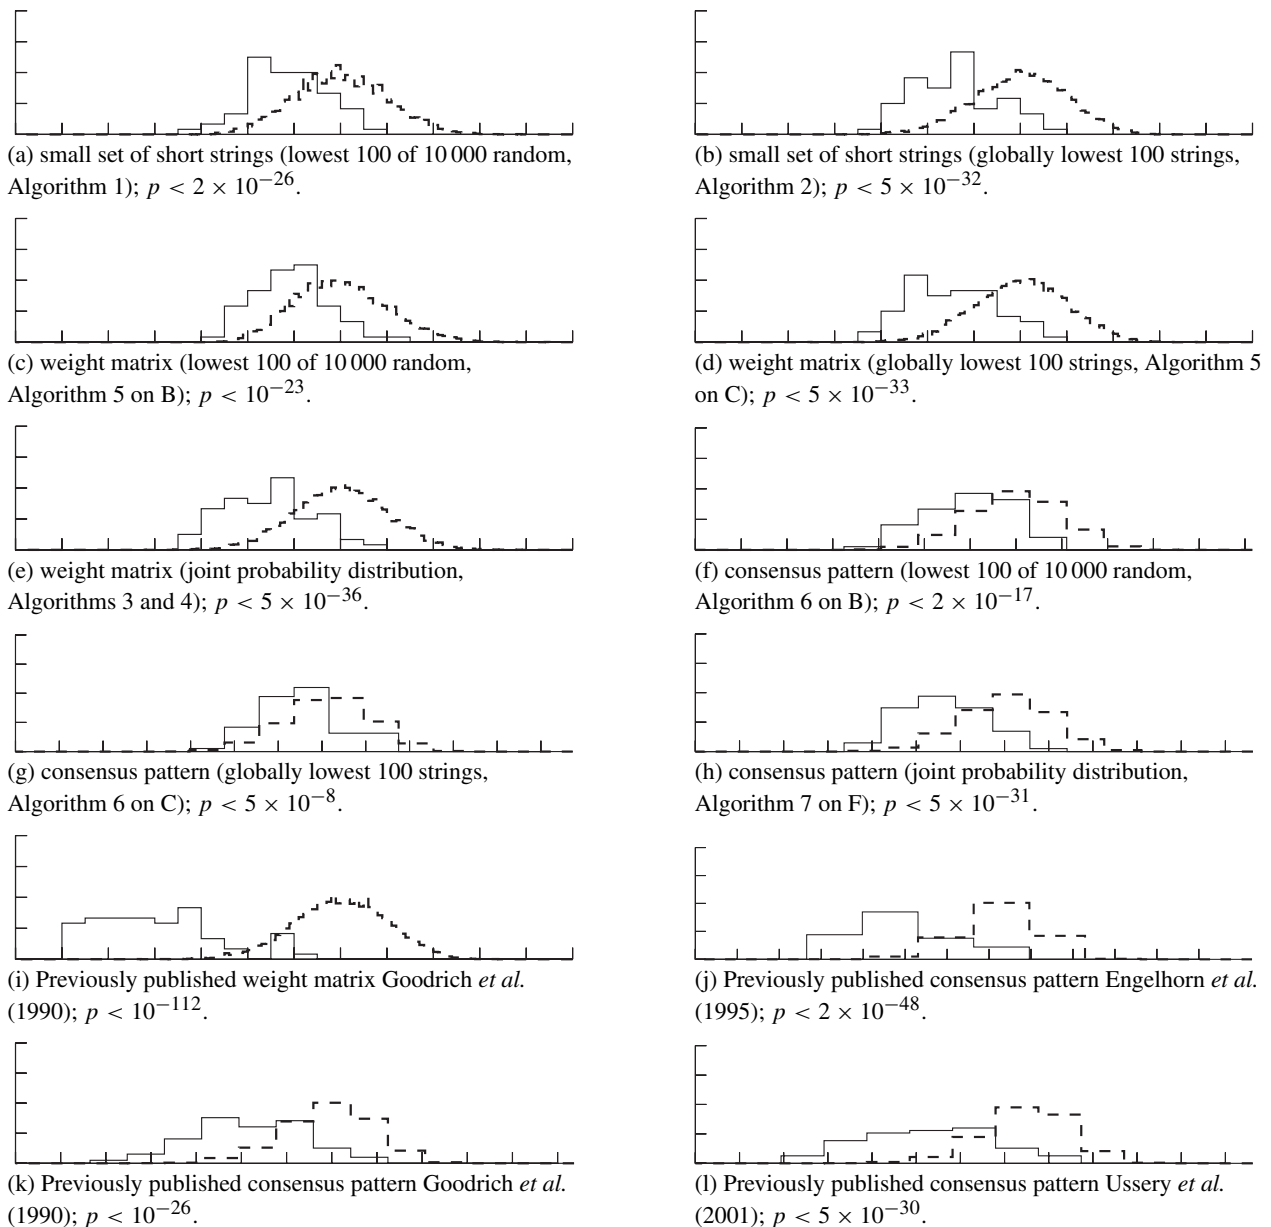 (a) small set of short strings (lowest 100 of 10 000 random,
Algorithm 1); p < 2 × 10−26.
(b) small set of short strings (globally lowest 100 strings,
Algorithm 2); p < 5 × 10−32.
(c) weight matrix (lowest 100 of 10 000 random,
Algorithm 5 on B); p < 10−23.
(d) weight matrix (globally lowest 100 strings, Algorithm 5
on C); p < 5 × 10−33.
(e) weight matrix (joint probability distribution,
Algorithms 3 and 4); p < 5 × 10−36.
(f) consensus pattern (lowest 100 of 10 000 random,
Algorithm 6 on B); p < 2 × 10−17.
(g) consensus pattern (globally lowest 100 strings,
Algorithm 6 on C); p < 5 × 10−8.
(h) consensus pattern (joint probability distribution,
Algorithm 7 on F); p < 5 × 10−31.
(i) Previously published weight matrix Goodrich et al.
(1990); p < 10−112.
(j) Previously published consensus pattern Engelhorn et al.
(1995); p < 2 × 10−48.
(k) Previously published consensus pattern Goodrich et al.
(1990); p < 10−26.
(l) Previously published consensus pattern Ussery et al.
(2001); p < 5 × 10−30.